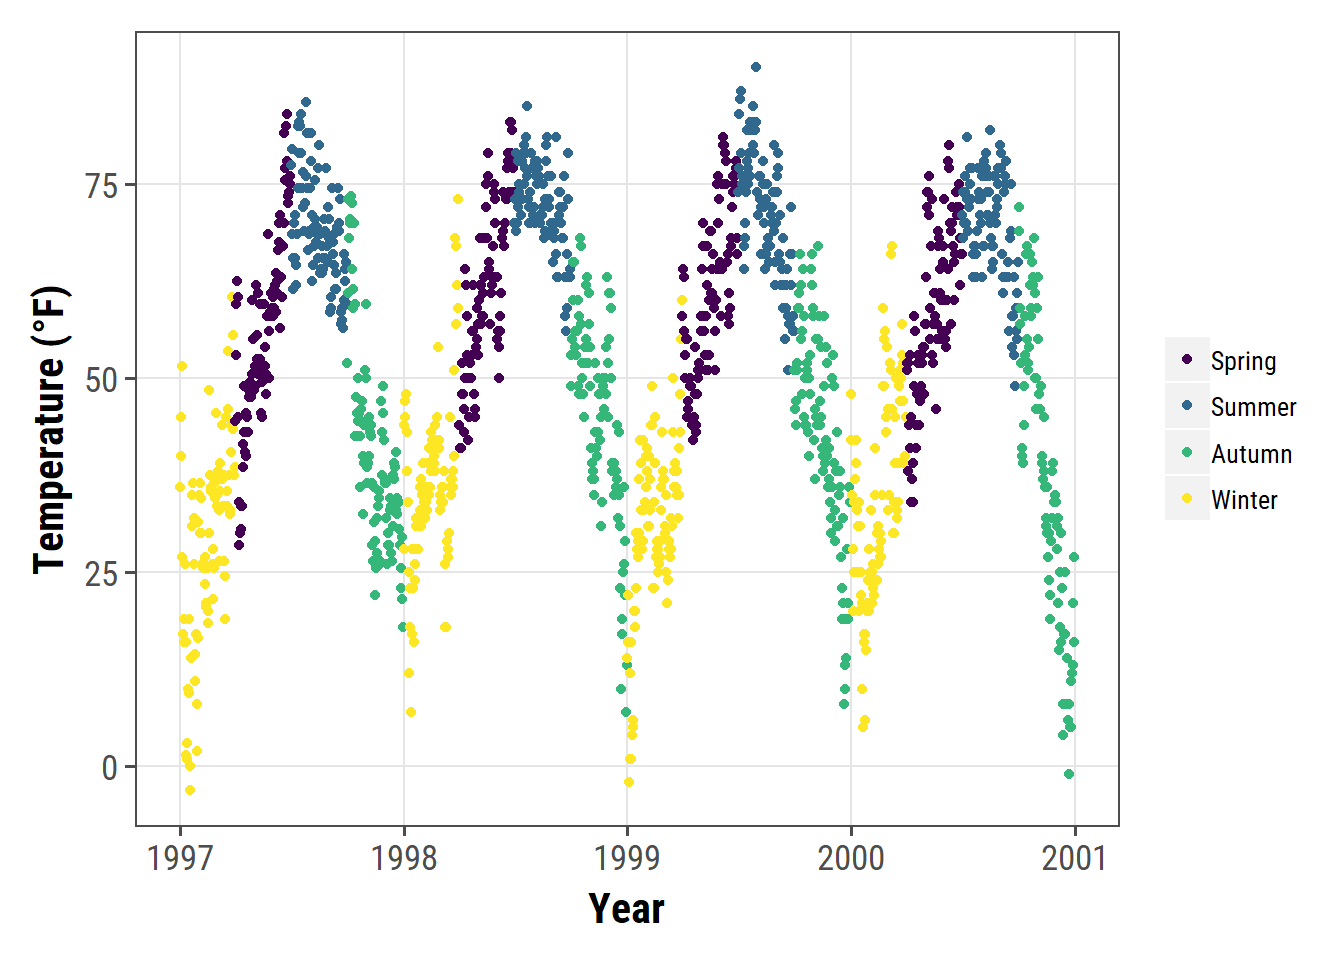 75
50
25
0
Temperature (°F)
1997 1998 1999 2000 2001
Year
Spring
Summer
Autumn
Winter